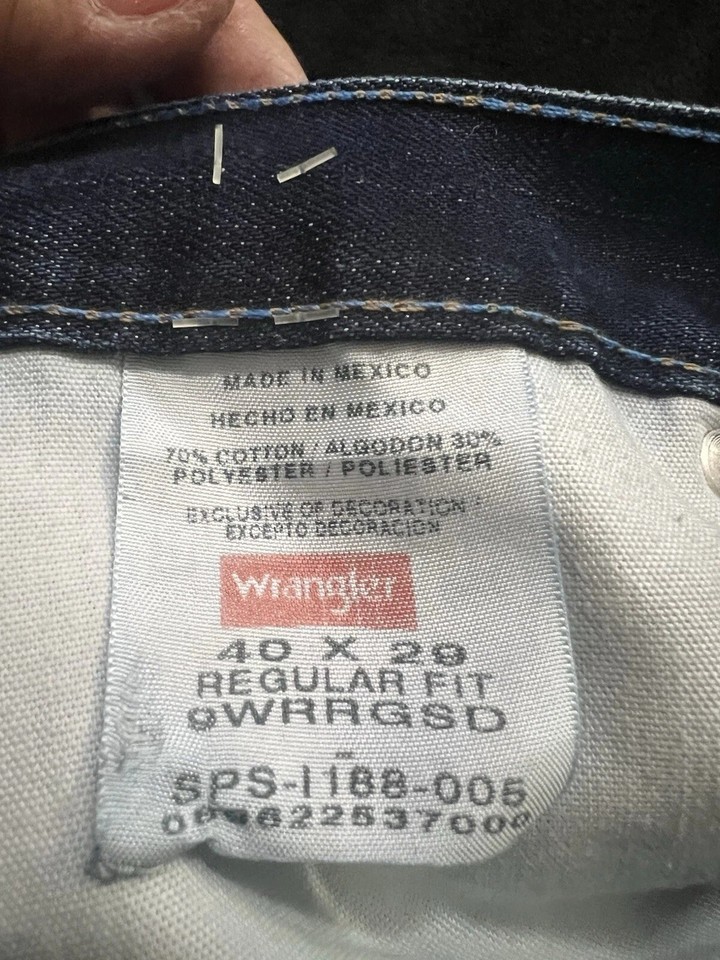 MADE IN MEXICO
HECHO EN MEXICO
70% COTTON / ALGODON 30%
POLYESTER / POLIESTER
EXCLUSIVE OF DECORATION /
EXCEPTO DECORACION
Wrangler
40 X 29
REGULAR FIT
9WRRGSD
SPS-1188-005